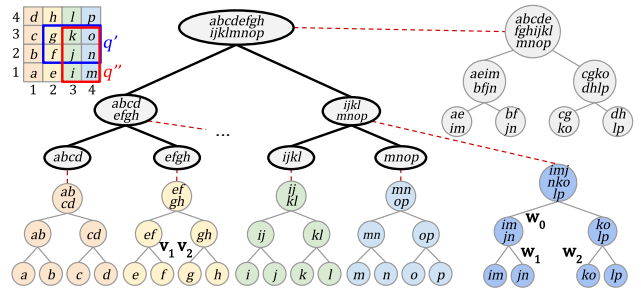 4 d h l p
3 c g k o q'
2 b f j n
1 a e i m q''
1 2 3 4
abcdefgh
ijklmnop
abcde
fghijkl
mnop
aeim
bfjn
cgko
dhlp
ae
im
bf
jn
cg
ko
dh
lp
abcd
efgh
...
ijkl
mnop
abcd
efgh
ijkl
mnop
ab
cd
ef
gh
ij
kl
mn
op
imj
nko
lp
ab
cd
ef
v1
v2
gh
ij
kl
mn
op
im
jn
w0
ko
lp
w1
w2
a b c d e f g h i j k l m n o p im jn ko lp